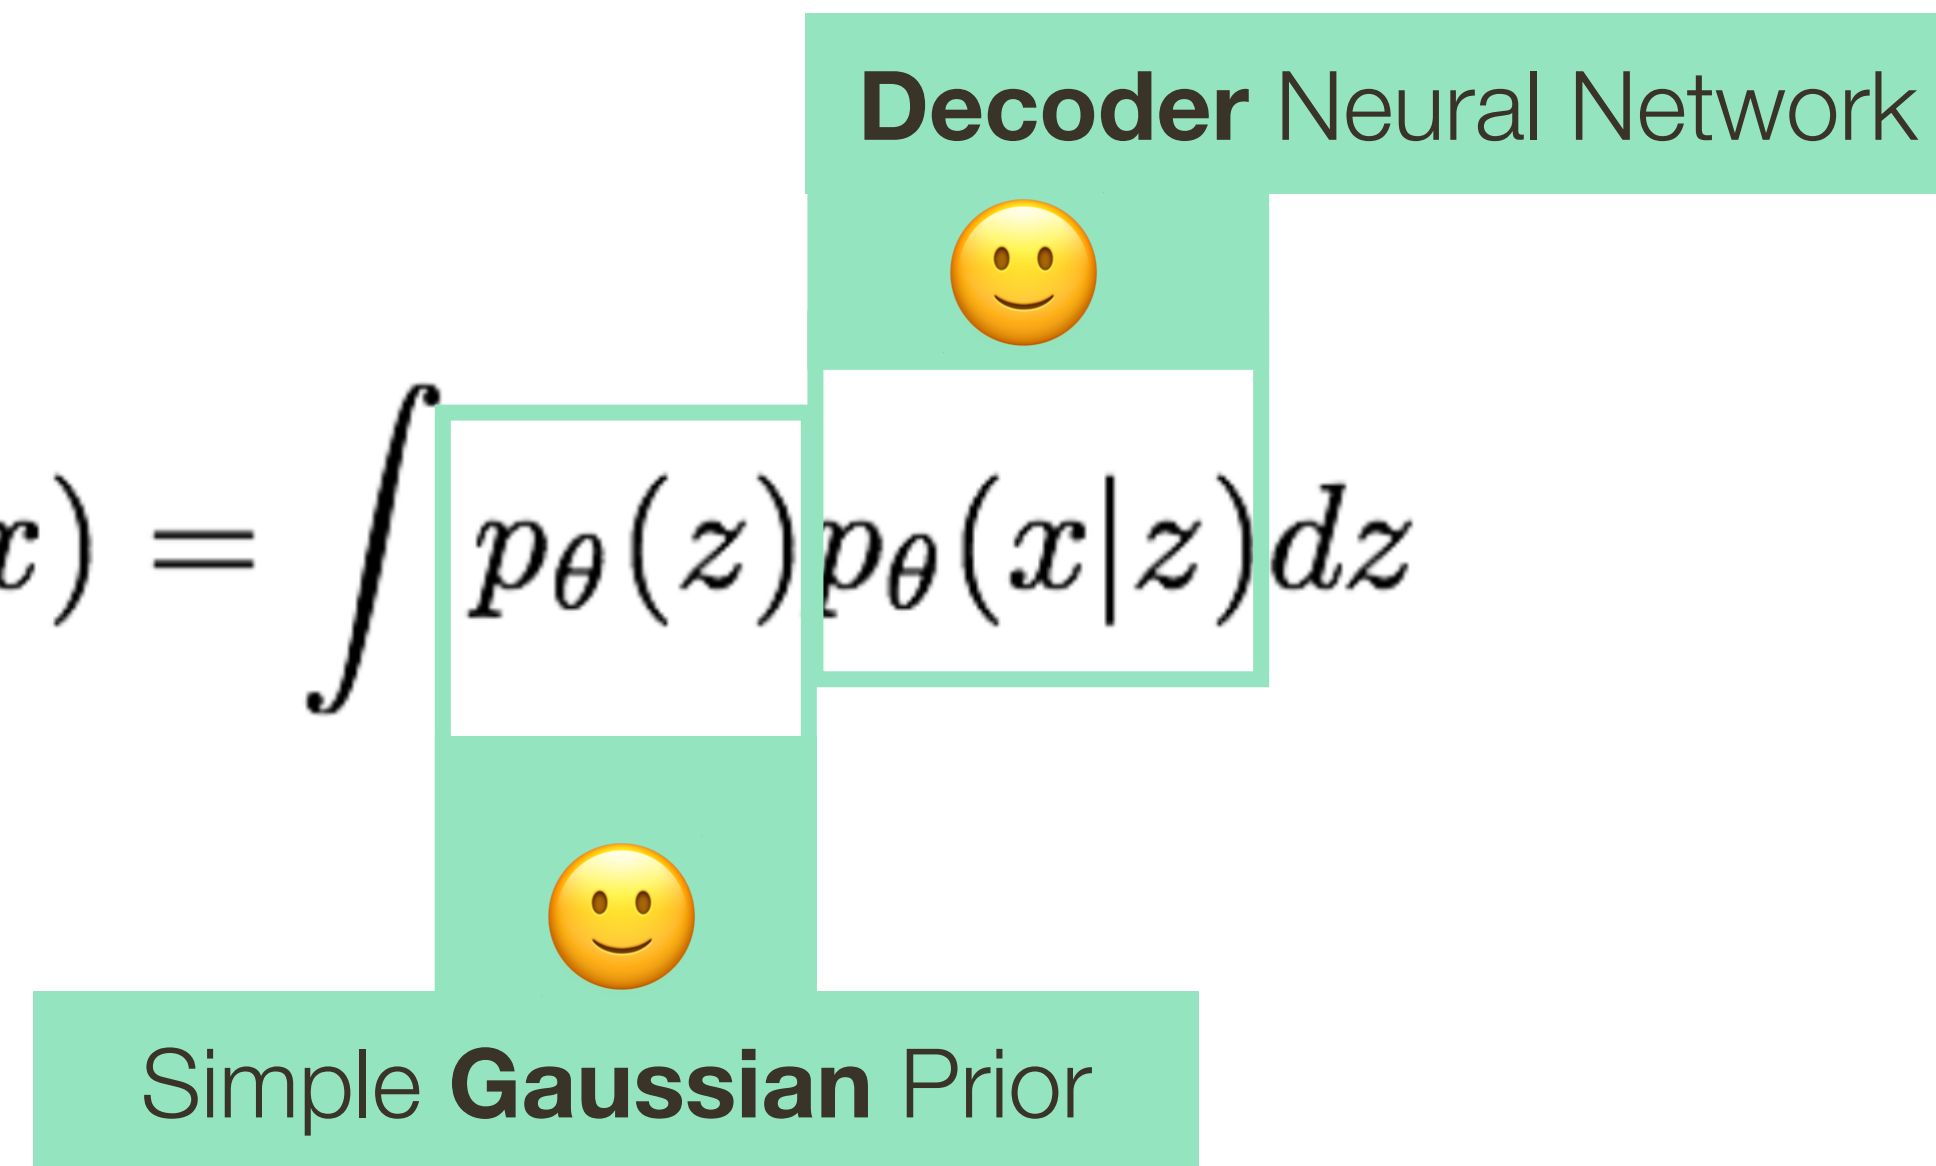 Decoder Neural Network
x) = ∫ pθ(z)pθ(x|z)dz
Simple Gaussian Prior